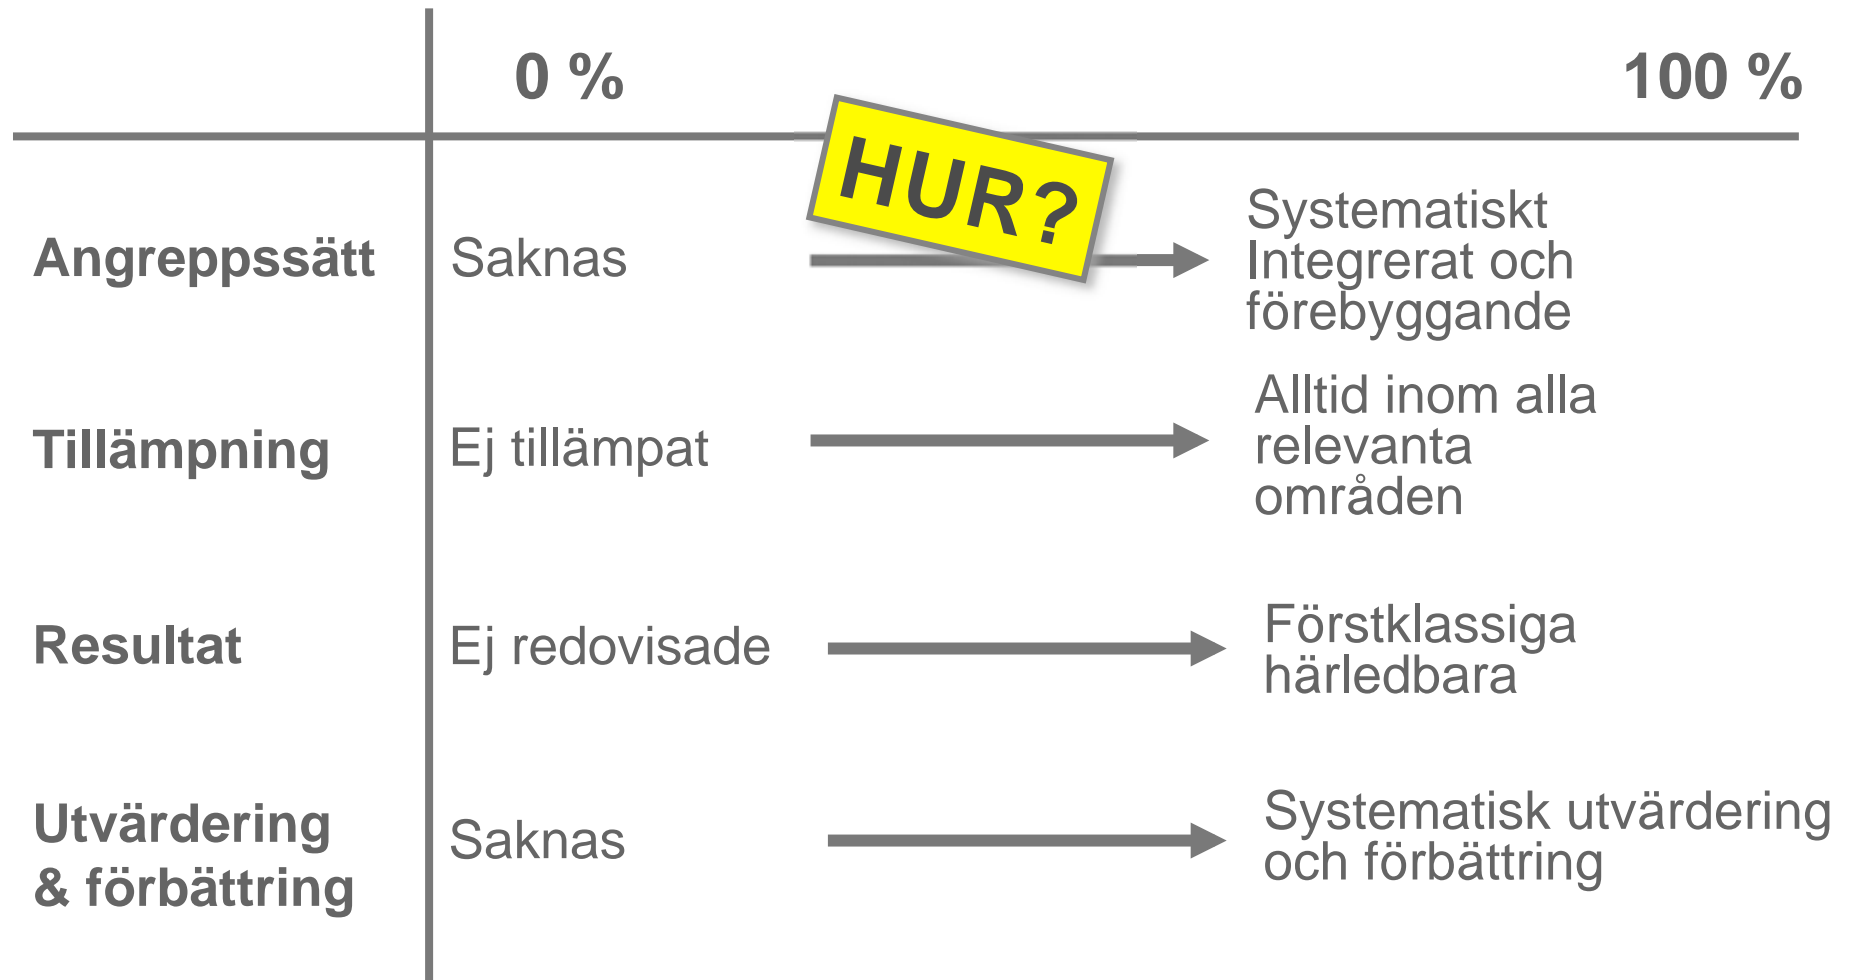 0 %
100 %
HUR?
Angreppssätt
Saknas
Systematiskt
Integrerat och
förebyggande
Tillämpning
Ej tillämpat
Alltid inom alla
relevanta
områden
Resultat
Ej redovisade
Förstklassiga
härledbara
Utvärdering
& förbättring
Saknas
Systematisk utvärdering
och förbättring